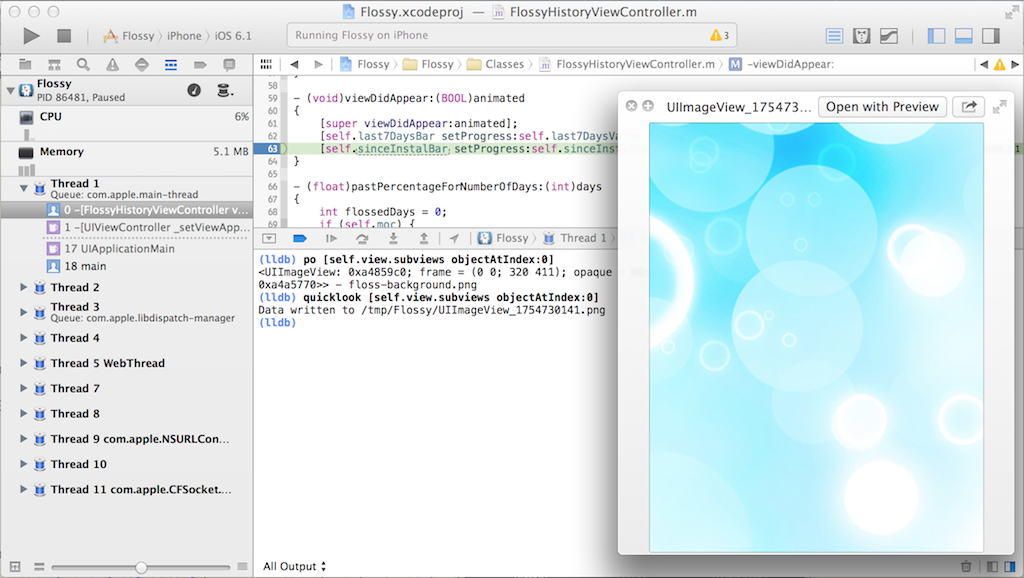 Flossy.xcodeproj — FlossyHistoryViewController.m
Flossy iPhone iOS 6.1
Running Flossy on iPhone
3
Flossy Flossy Classes FlossyHistoryViewController.m M -viewDidAppear:
Flossy
PID 86481, Paused
CPU 6%
Memory 5.1 MB
Thread 1
Queue: com.apple.main-thread
0 -[FlossyHistoryViewController v...
1 -[UIViewController _setViewApp...
17 UIApplicationMain
18 main
Thread 2
Thread 3
Queue: com.apple.libdispatch-manager
Thread 4
Thread 5 WebThread
Thread 7
Thread 8
Thread 9 com.apple.NSURLCon...
Thread 10
Thread 11 com.apple.CFSocket....
58
59 - (void)viewDidAppear:(BOOL)animated
60 {
61 [super viewDidAppear:animated];
62 [self.last7DaysBar setProgress:self.last7DaysVa
63 [self.sinceInstalBar setProgress:self.sinceInst
64 }
65
66 - (float)pastPercentageForNumberOfDays:(int)days
67 {
68 int flossedDays = 0;
69 if (self.moc) {
Flossy Thread 1
(lldb) po [self.view.subviews objectAtIndex:0]
<UIImageView: 0xa4859c0; frame = (0 0; 320 411); opaque
0xa4a5770>> - floss-background.png
(lldb) quicklook [self.view.subviews objectAtIndex:0]
Data written to /tmp/Flossy/UIImageView_1754730141.png
(lldb)
All Output
UIImageView_175473...
Open with Preview